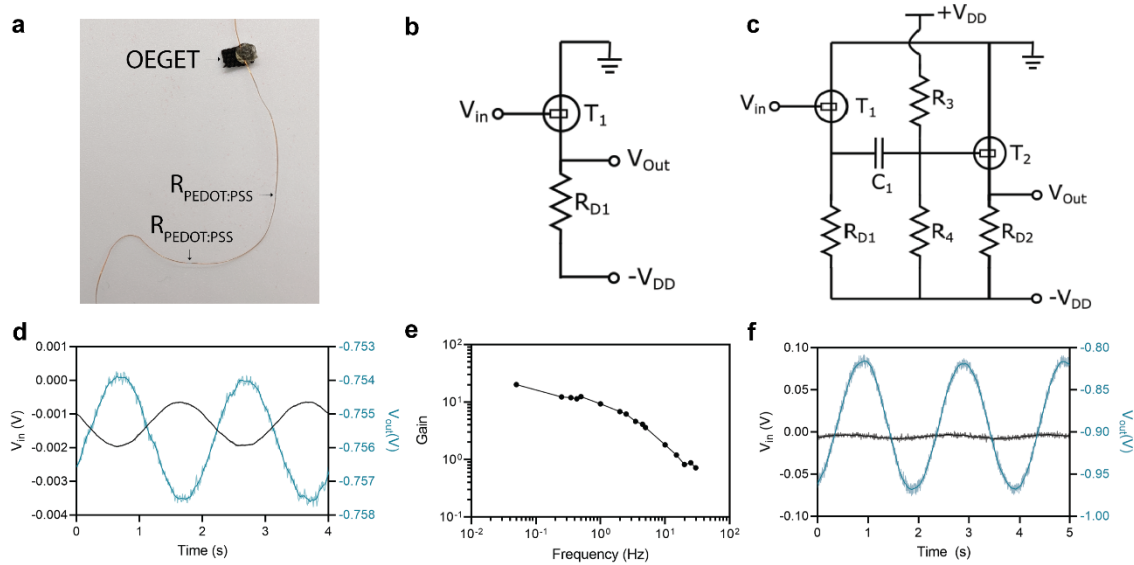 a
OEGET
R_PEDOT:PSS
R_PEDOT:PSS
b
V_in
T_1
V_Out
R_D1
-V_DD
c
+V_DD
V_in
T_1
R_3
C_1
T_2
V_Out
R_D1
R_4
R_D2
-V_DD
d
0.001
0.000
-0.001
-0.002
-0.003
-0.004
V_in (V)
-0.753
-0.754
-0.755
-0.756
-0.757
-0.758
V_out(V)
0 1 2 3 4
Time (s)
e
10^2
10^1
10^0
10^-1
Gain
10^-2 10^-1 10^0 10^1 10^2
Frequency (Hz)
f
0.10
0.05
0.00
-0.05
-0.10
V_in (V)
-0.80
-0.85
-0.90
-0.95
-1.00
V_out(V)
0 1 2 3 4 5
Time (s)